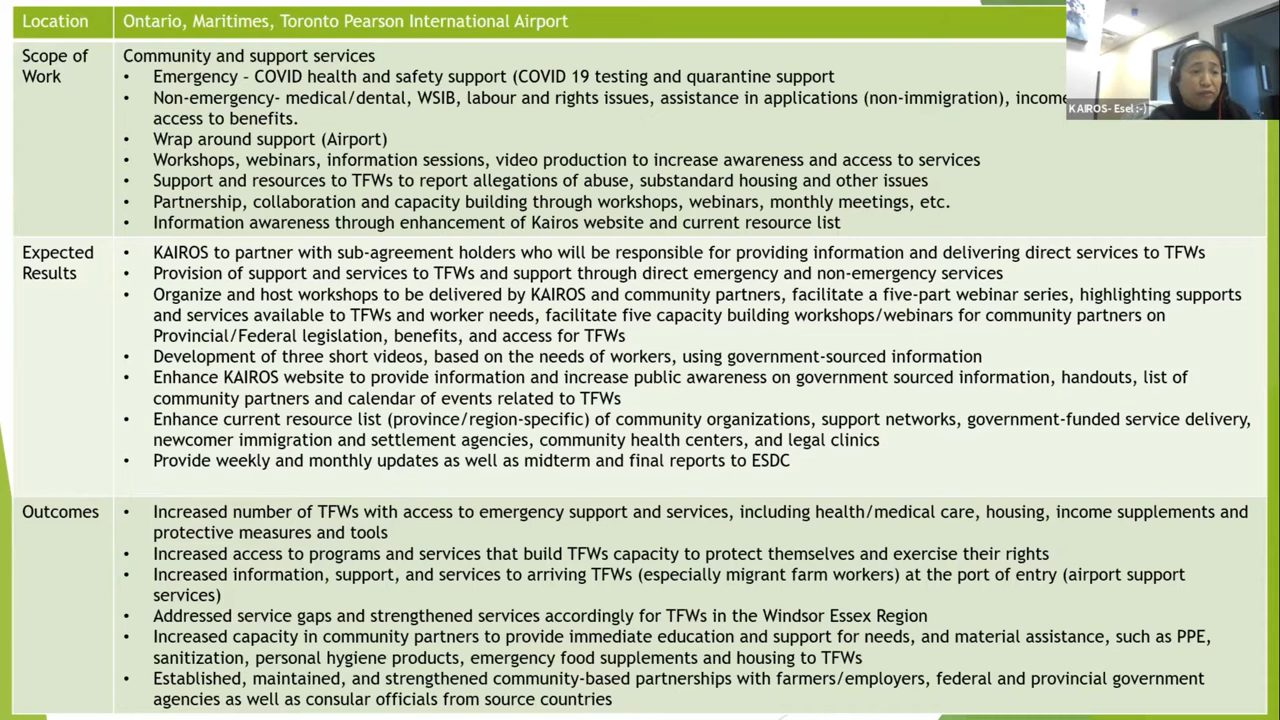 Location
Ontario, Maritimes, Toronto Pearson International Airport
Scope of
Work
Community and support services
• Emergency – COVID health and safety support (COVID 19 testing and quarantine support
• Non-emergency- medical/dental, WSIB, labour and rights issues, assistance in applications (non-immigration), income
access to benefits.
• Wrap around support (Airport)
• Workshops, webinars, information sessions, video production to increase awareness and access to services
• Support and resources to TFWs to report allegations of abuse, substandard housing and other issues
• Partnership, collaboration and capacity building through workshops, webinars, monthly meetings, etc.
• Information awareness through enhancement of Kairos website and current resource list
KAIROS- Esel :-)
Expected
Results
• KAIROS to partner with sub-agreement holders who will be responsible for providing information and delivering direct services to TFWs
• Provision of support and services to TFWs and support through direct emergency and non-emergency services
• Organize and host workshops to be delivered by KAIROS and community partners, facilitate a five-part webinar series, highlighting supports
and services available to TFWs and worker needs, facilitate five capacity building workshops/webinars for community partners on
Provincial/Federal legislation, benefits, and access for TFWs
• Development of three short videos, based on the needs of workers, using government-sourced information
• Enhance KAIROS website to provide information and increase public awareness on government sourced information, handouts, list of
community partners and calendar of events related to TFWs
• Enhance current resource list (province/region-specific) of community organizations, support networks, government-funded service delivery,
newcomer immigration and settlement agencies, community health centers, and legal clinics
• Provide weekly and monthly updates as well as midterm and final reports to ESDC
Outcomes
• Increased number of TFWs with access to emergency support and services, including health/medical care, housing, income supplements and
protective measures and tools
• Increased access to programs and services that build TFWs capacity to protect themselves and exercise their rights
• Increased information, support, and services to arriving TFWs (especially migrant farm workers) at the port of entry (airport support
services)
• Addressed service gaps and strengthened services accordingly for TFWs in the Windsor Essex Region
• Increased capacity in community partners to provide immediate education and support for needs, and material assistance, such as PPE,
sanitization, personal hygiene products, emergency food supplements and housing to TFWs
• Established, maintained, and strengthened community-based partnerships with farmers/employers, federal and provincial government
agencies as well as consular officials from source countries